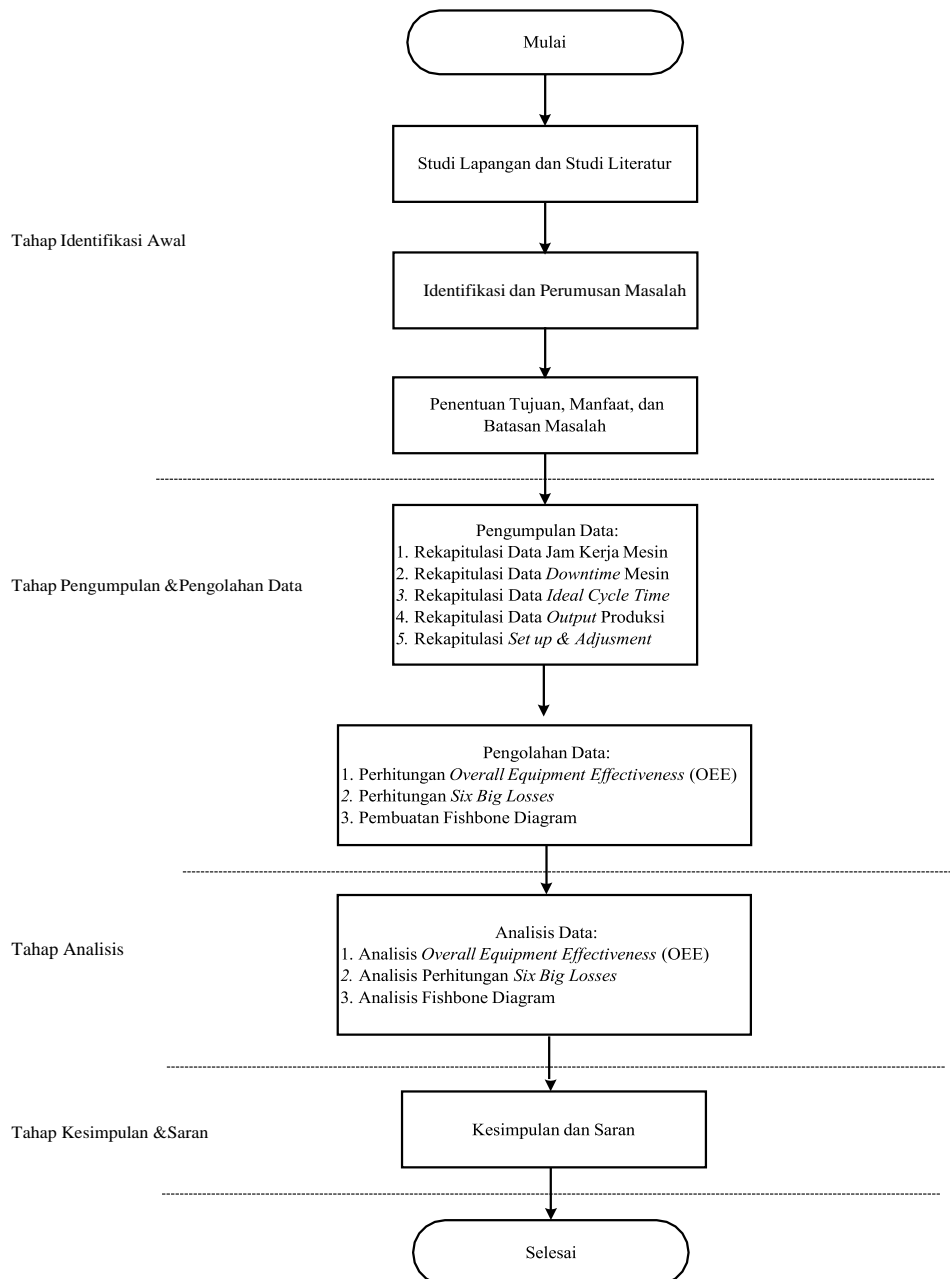 Mulai
Studi Lapangan dan Studi Literatur
Tahap Identifikasi Awal
Identifikasi dan Perumusan Masalah
Penentuan Tujuan, Manfaat, dan
Batasan Masalah
Pengumpulan Data:
1. Rekapitulasi Data Jam Kerja Mesin
2. Rekapitulasi Data Downtime Mesin
3. Rekapitulasi Data Ideal Cycle Time
4. Rekapitulasi Data Output Produksi
5. Rekapitulasi Set up & Adjusment
Tahap Pengumpulan &Pengolahan Data
Pengolahan Data:
1. Perhitungan Overall Equipment Effectiveness (OEE)
2. Perhitungan Six Big Losses
3. Pembuatan Fishbone Diagram
Tahap Analisis
Analisis Data:
1. Analisis Overall Equipment Effectiveness (OEE)
2. Analisis Perhitungan Six Big Losses
3. Analisis Fishbone Diagram
Tahap Kesimpulan &Saran
Kesimpulan dan Saran
Selesai